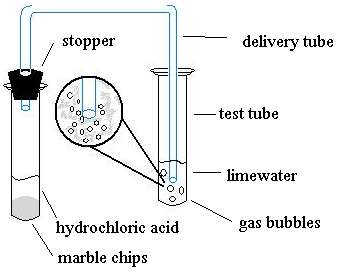 stopper
delivery tube
test tube
limewater
gas bubbles
hydrochloric acid
marble chips